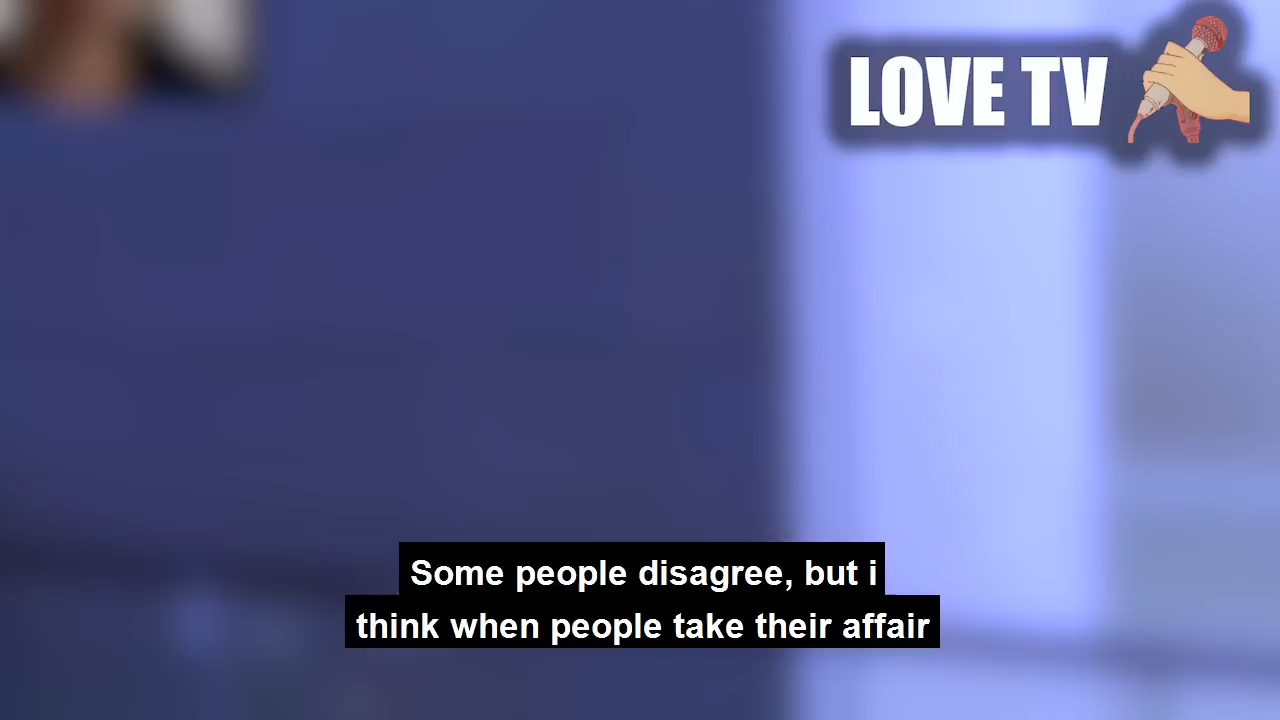 LOVE TV
Some people disagree, but i
think when people take their affair